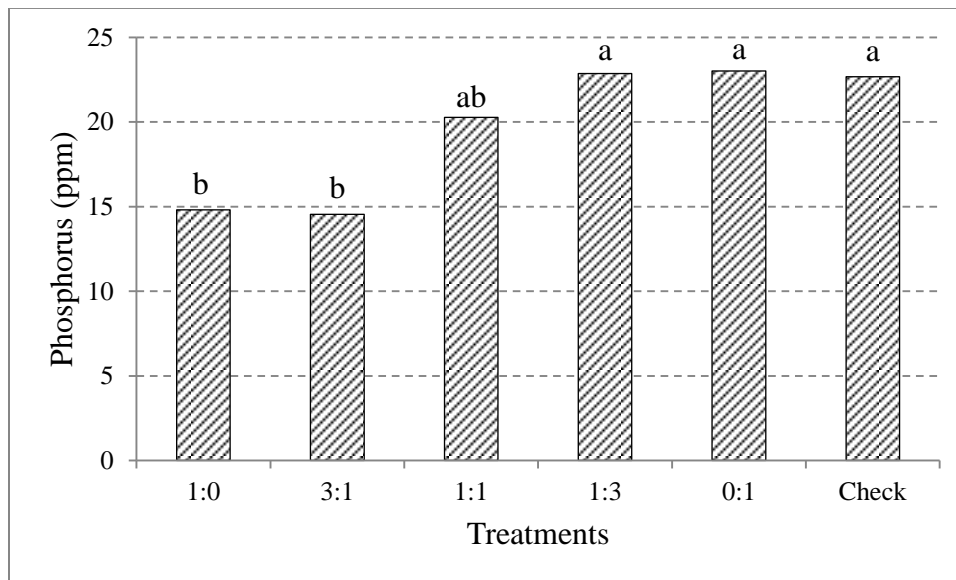 25
20
15
10
5
0
Phosphorus (ppm)
b
b
ab
a
a
a
1:0
3:1
1:1
1:3
0:1
Check
Treatments